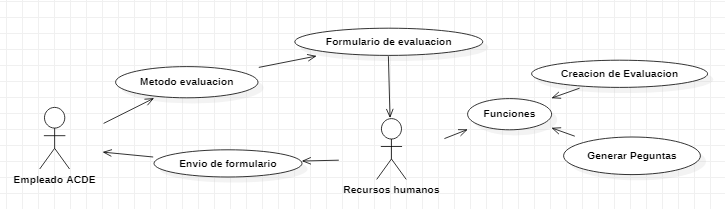 Formulario de evaluacion
Metodo evaluacion
Creacion de Evaluacion
Funciones
Envio de formulario
Generar Peguntas
Empleado ACDE
Recursos humanos